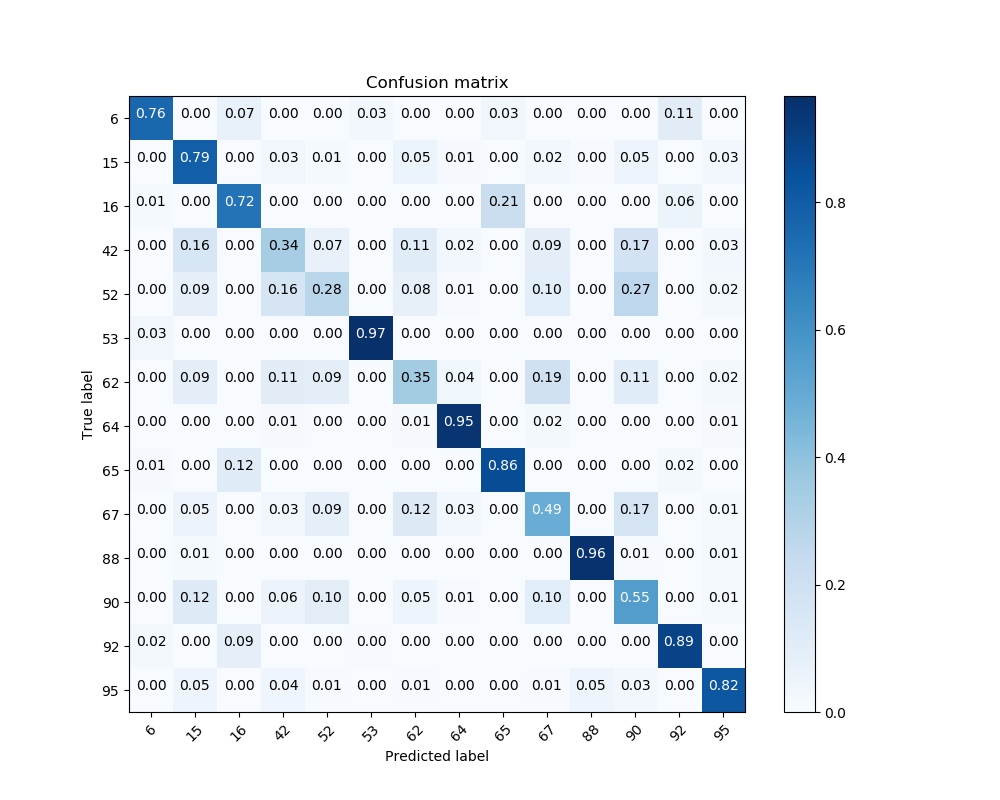 Confusion matrix
6 0.76 0.00 0.07 0.00 0.00 0.03 0.00 0.00 0.03 0.00 0.00 0.00 0.11 0.00
15 0.00 0.79 0.00 0.03 0.01 0.00 0.05 0.01 0.00 0.02 0.00 0.05 0.00 0.03
16 0.01 0.00 0.72 0.00 0.00 0.00 0.00 0.00 0.21 0.00 0.00 0.00 0.06 0.00
42 0.00 0.16 0.00 0.34 0.07 0.00 0.11 0.02 0.00 0.09 0.00 0.17 0.00 0.03
52 0.00 0.09 0.00 0.16 0.28 0.00 0.08 0.01 0.00 0.10 0.00 0.27 0.00 0.02
53 0.03 0.00 0.00 0.00 0.00 0.97 0.00 0.00 0.00 0.00 0.00 0.00 0.00 0.00
62 0.00 0.09 0.00 0.11 0.09 0.00 0.35 0.04 0.00 0.19 0.00 0.11 0.00 0.02
64 0.00 0.00 0.00 0.01 0.00 0.00 0.01 0.95 0.00 0.02 0.00 0.00 0.00 0.01
65 0.01 0.00 0.12 0.00 0.00 0.00 0.00 0.00 0.86 0.00 0.00 0.00 0.02 0.00
67 0.00 0.05 0.00 0.03 0.09 0.00 0.12 0.03 0.00 0.49 0.00 0.17 0.00 0.01
88 0.00 0.01 0.00 0.00 0.00 0.00 0.00 0.00 0.00 0.00 0.96 0.01 0.00 0.01
90 0.00 0.12 0.00 0.06 0.10 0.00 0.05 0.01 0.00 0.10 0.00 0.55 0.00 0.01
92 0.02 0.00 0.09 0.00 0.00 0.00 0.00 0.00 0.00 0.00 0.00 0.00 0.89 0.00
95 0.00 0.05 0.00 0.04 0.01 0.00 0.01 0.00 0.00 0.01 0.05 0.03 0.00 0.82
6 15 16 42 52 53 62 64 65 67 88 90 92 95
Predicted label
True label
0.8
0.6
0.4
0.2
0.0